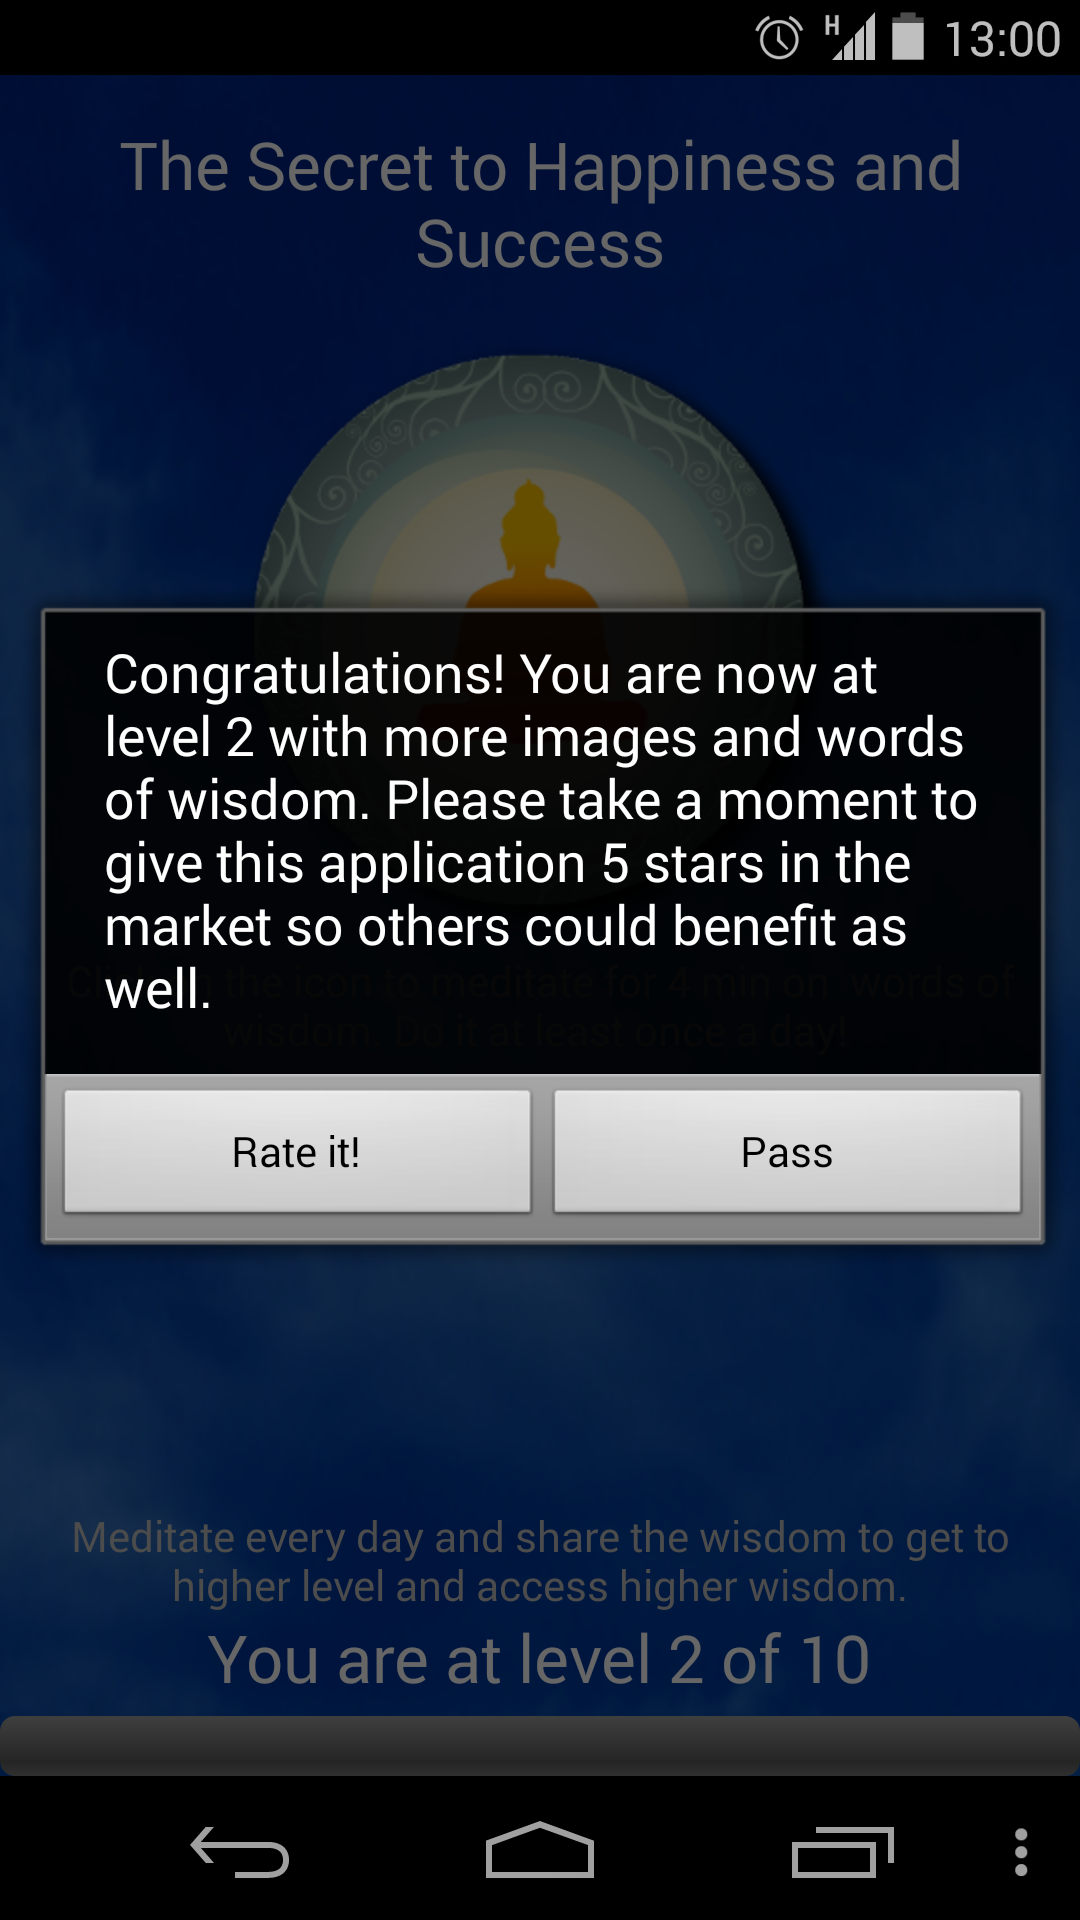 H 13:00
The Secret to Happiness and
Success
Congratulations! You are now at
level 2 with more images and words
of wisdom. Please take a moment to
give this application 5 stars in the
market so others could benefit as
well.
Click on the icon to meditate for 4 min on words of
wisdom. Do it at least once a day!
Rate it!
Pass
Meditate every day and share the wisdom to get to
higher level and access higher wisdom.
You are at level 2 of 10